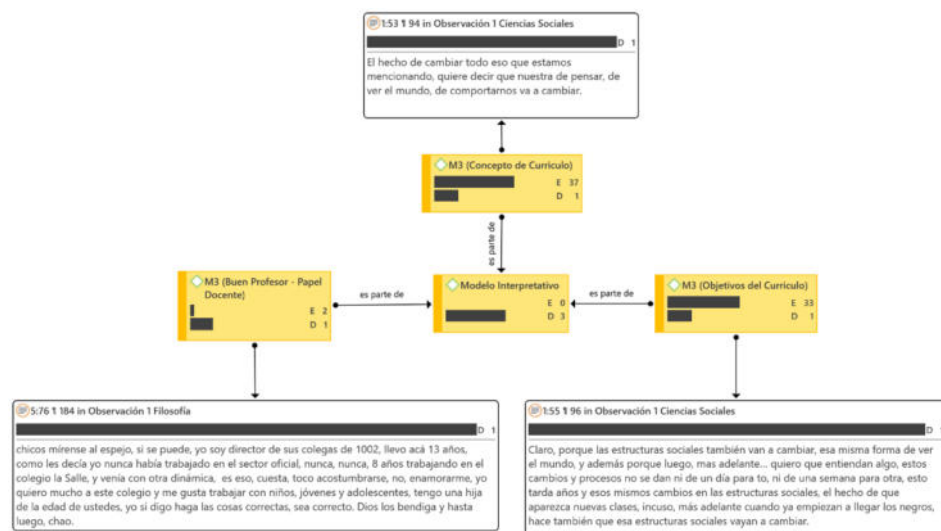 1:53 ¶ 94 in Observación 1 Ciencias Sociales
D 1
El hecho de cambiar todo eso que estamos
mencionando, quiere decir que nuestra de pensar, de
ver el mundo, de comportarnos va a cambiar.
M3 (Concepto de Curriculo)
E 37
D 1
es parte de
M3 (Buen Profesor - Papel
Docente)
E 2
D 1
es parte de
Modelo Interpretativo
E 0
D 3
es parte de
M3 (Objetivos del Curriculo)
E 33
D 1
5:76 ¶ 184 in Observación 1 Filosofía
D 1
chicos mírense al espejo, si se puede, yo soy director de sus colegas de 1002, llevo acá 13 años,
como les decía yo nunca había trabajado en el sector oficial, nunca, nunca, 8 años trabajando en el
colegio la Salle, y venía con otra dinámica, es eso, cuesta, toco acostumbrarse, no, enamorarme, yo
quiero mucho a este colegio y me gusta trabajar con niños, jóvenes y adolescentes, tengo una hija
de la edad de ustedes, yo si digo haga las cosas correctas, sea correcto. Dios los bendiga y hasta
luego, chao.
1:55 ¶ 96 in Observación 1 Ciencias Sociales
D 1
Claro, porque las estructuras sociales también van a cambiar, esa misma forma de ver
el mundo, y además porque luego, mas adelante... quiero que entiendan algo, estos
cambios y procesos no se dan ni de un día para to, ni de una semana para otra, esto
tarda años y esos mismos cambios en las estructuras sociales, el hecho de que
aparezca nuevas clases, incuso, más adelante cuando ya empiezan a llegar los negros,
hace también que esa estructuras sociales vayan a cambiar.